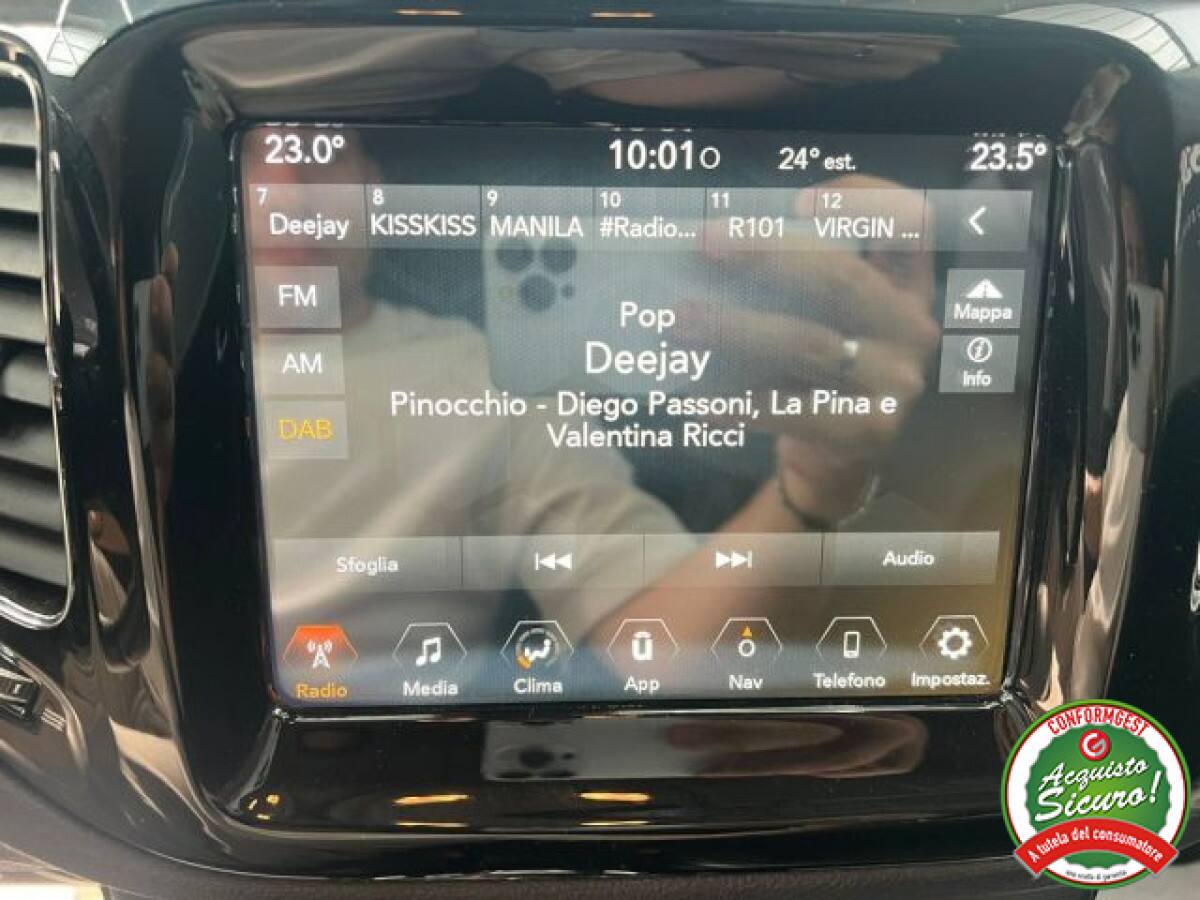 23.0° 10:01 24° est. 23.5°
7 8 9 10 11 12
Deejay KISSKISS MANILA #Radio... R101 VIRGIN ...
FM
Mappa
Pop
Deejay
AM
Info
Pinocchio - Diego Passoni, La Pina e
Valentina Ricci
DAB
Sfoglia Audio
Radio Media Clima App Nav Telefono Impostaz.
CONFORMGEST
Acquisto
Sicuro!
A tutela del consumatore